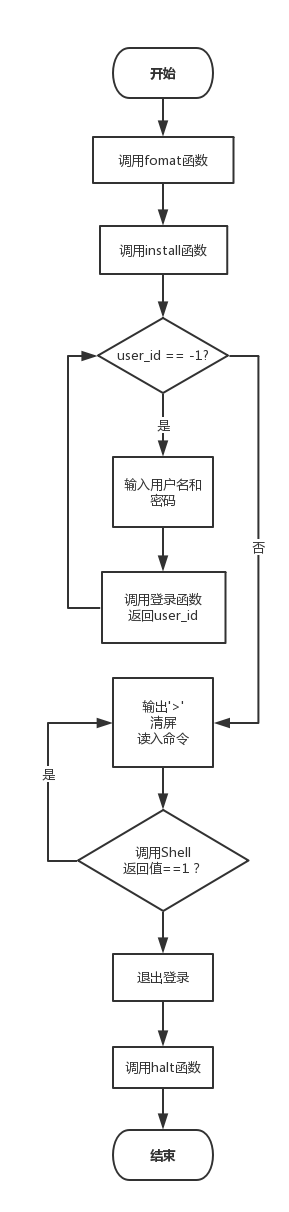 开始
调用fomat函数
调用install函数
user_id == -1?
是
输入用户名和
密码
否
调用登录函数
返回user_id
输出'>'
清屏
读入命令
是
调用Shell
返回值==1？
退出登录
调用halt函数
结束